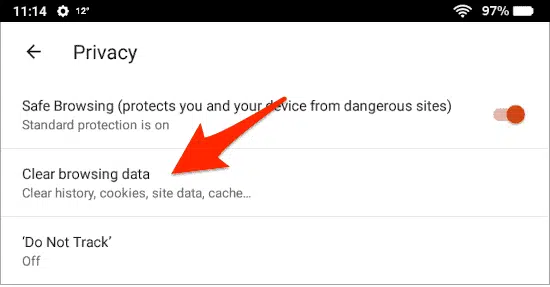 11:14 12° 97%
Privacy
Safe Browsing (protects you and your device from dangerous sites)
Standard protection is on
Clear browsing data
Clear history, cookies, site data, cache…
‘Do Not Track’
Off